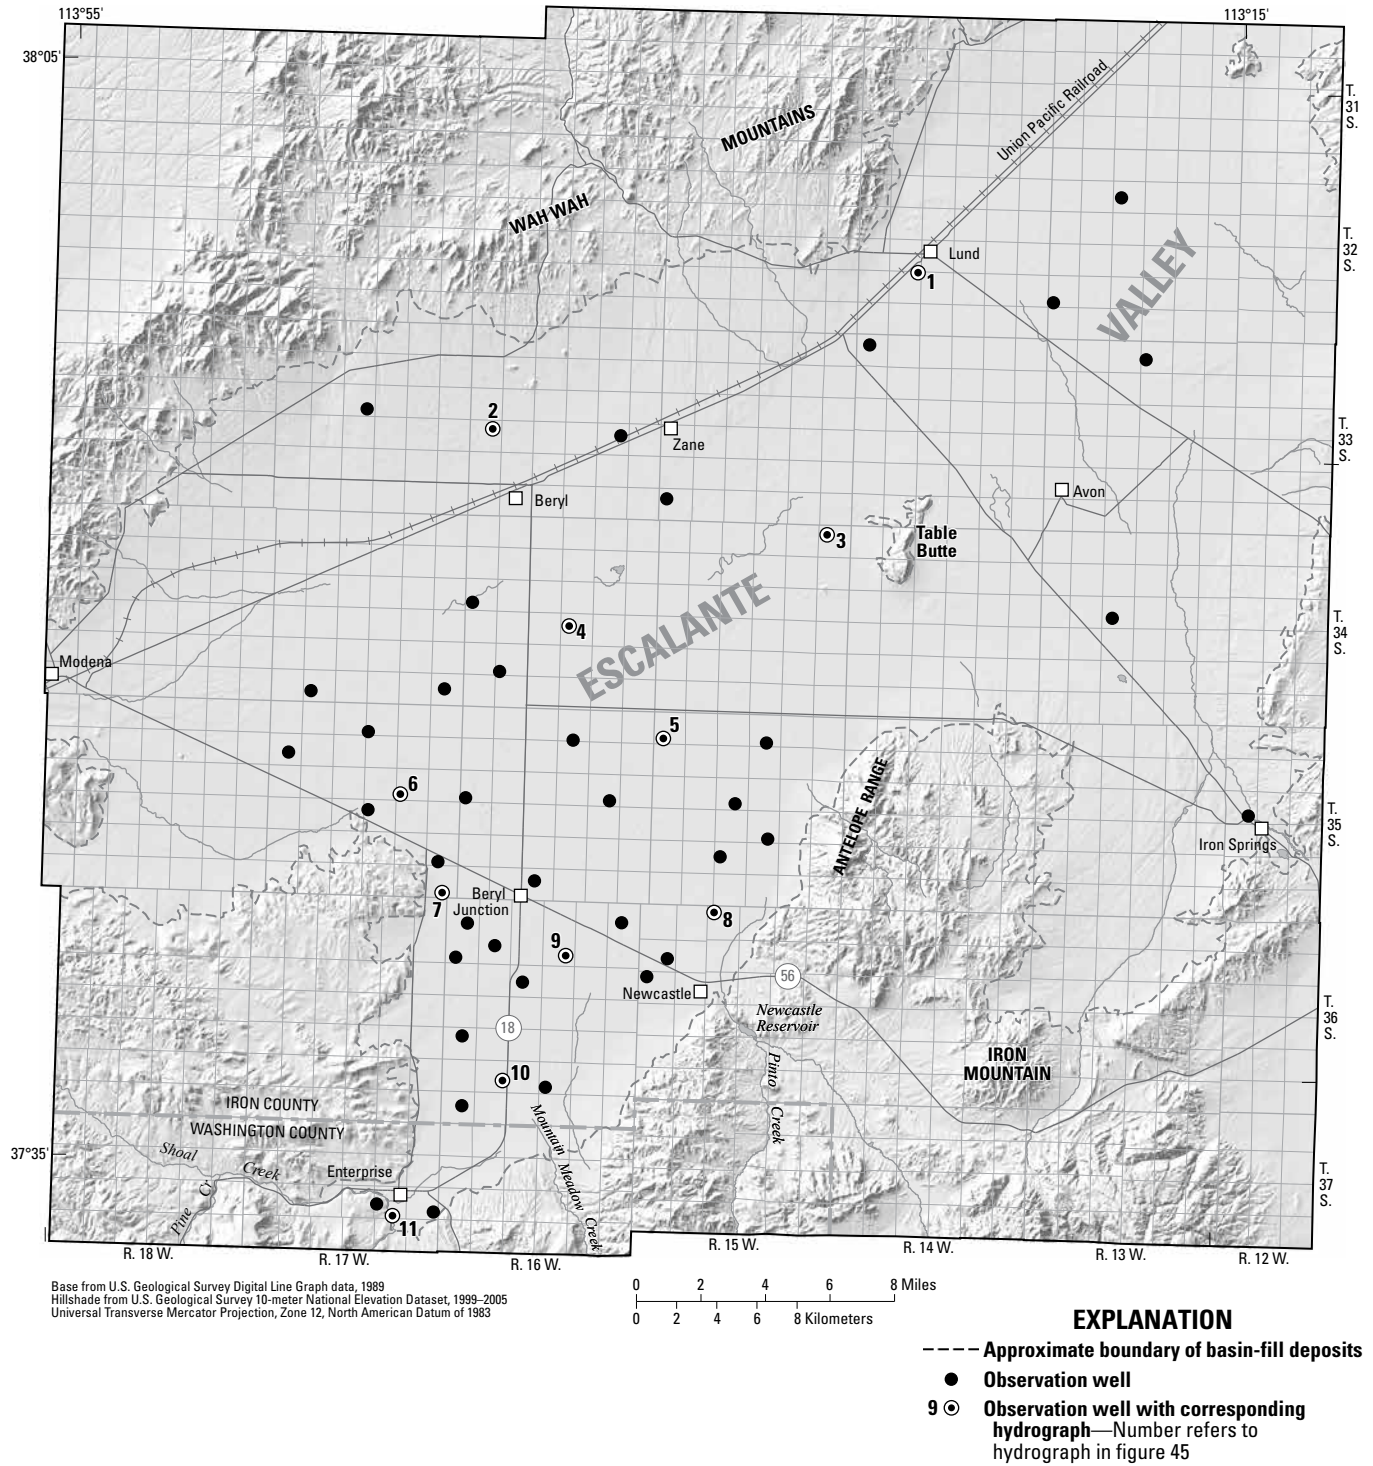 113°55'
113°15'
38°05'
T.
31
S.
Union Pacific Railroad
MOUNTAINS
WAH WAH
T.
32
S.
Lund
1
VALLEY
2
Zane
T.
33
S.
Beryl
Avon
3
Table
Butte
ESCALANTE
4
T.
34
S.
Modena
5
6
ANTELOPE RANGE
T.
35
S.
Iron Springs
Beryl
Junction
7
8
9
56
Newcastle
Newcastle
Reservoir
T.
36
S.
18
IRON
MOUNTAIN
10
Pinto
Creek
IRON COUNTY
WASHINGTON COUNTY
Mountain Meadow Creek
37°35'
Shoal
Creek
Enterprise
Pine Cr
11
T.
37
S.
R. 18 W.
R. 17 W.
R. 16 W.
R. 15 W.
R. 14 W.
R. 13 W.
R. 12 W.
Base from U.S. Geological Survey Digital Line Graph data, 1989
Hillshade from U.S. Geological Survey 10-meter National Elevation Dataset, 1999–2005
Universal Transverse Mercator Projection, Zone 12, North American Datum of 1983
0 2 4 6 8 Miles
0 2 4 6 8 Kilometers
EXPLANATION
Approximate boundary of basin-fill deposits
Observation well
9 Observation well with corresponding
hydrograph—Number refers to
hydrograph in figure 45